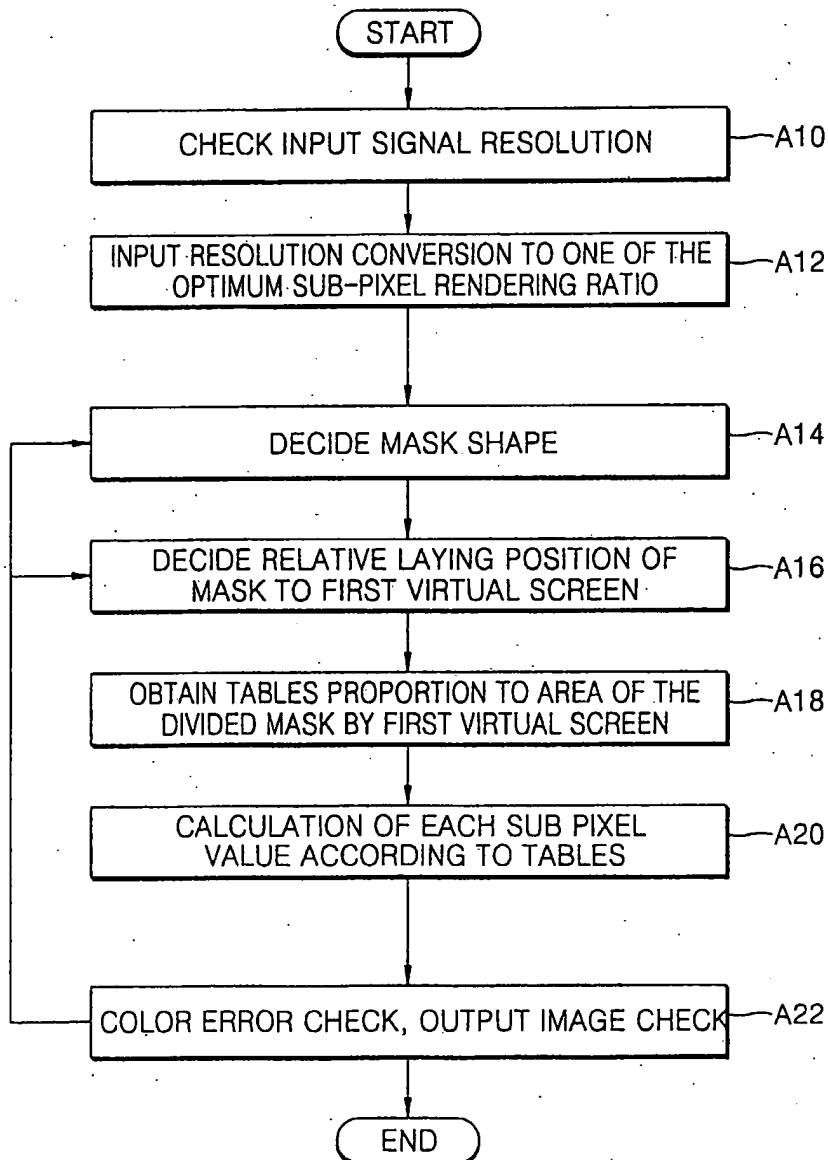 START
CHECK INPUT SIGNAL RESOLUTION
A10
INPUT RESOLUTION CONVERSION TO ONE OF THE
OPTIMUM SUB-PIXEL RENDERING RATIO
A12
DECIDE MASK SHAPE
A14
DECIDE RELATIVE LAYING POSITION OF
MASK TO FIRST VIRTUAL SCREEN
A16
OBTAIN TABLES PROPORTION TO AREA OF THE
DIVIDED MASK BY FIRST VIRTUAL SCREEN
A18
CALCULATION OF EACH SUB PIXEL
VALUE ACCORDING TO TABLES
A20
COLOR ERROR CHECK, OUTPUT IMAGE CHECK
A22
END